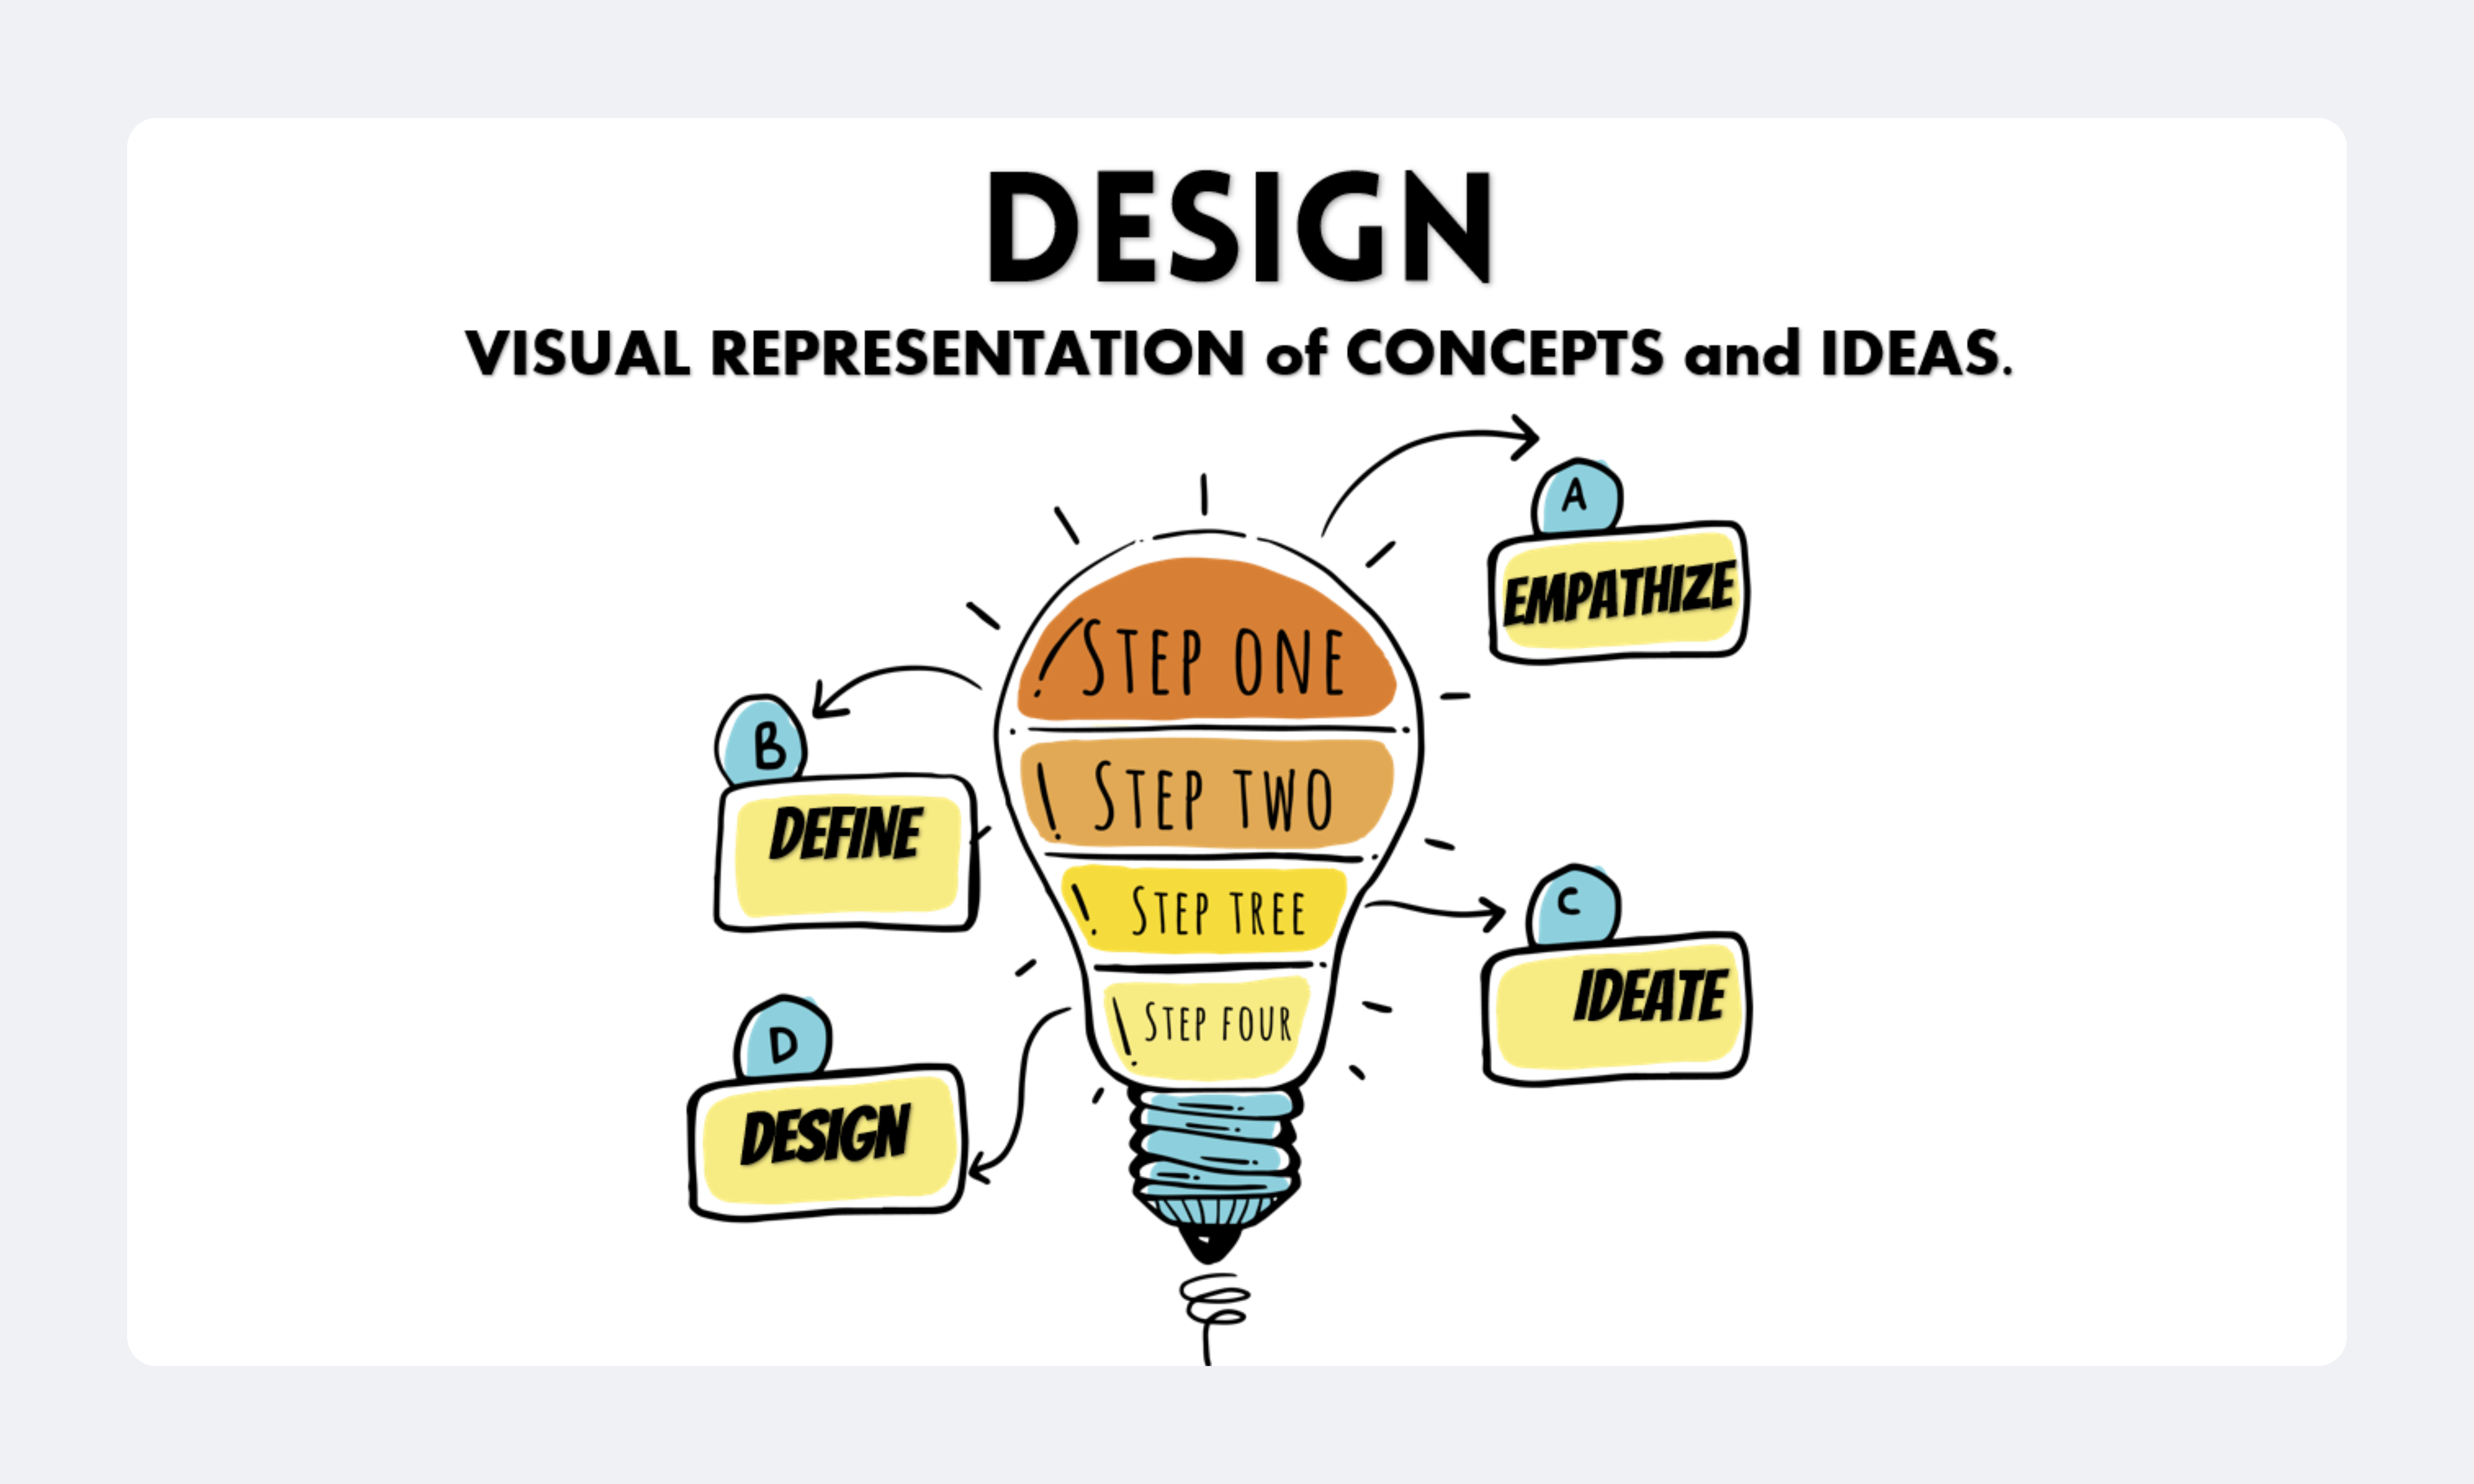 DESIGN
VISUAL REPRESENTATION of CONCEPTS and IDEAS.
A
EMPATHIZE
STEP ONE
B
DEFINE
STEP TWO
C
IDEATE
STEP TREE
D
DESIGN
STEP FOUR